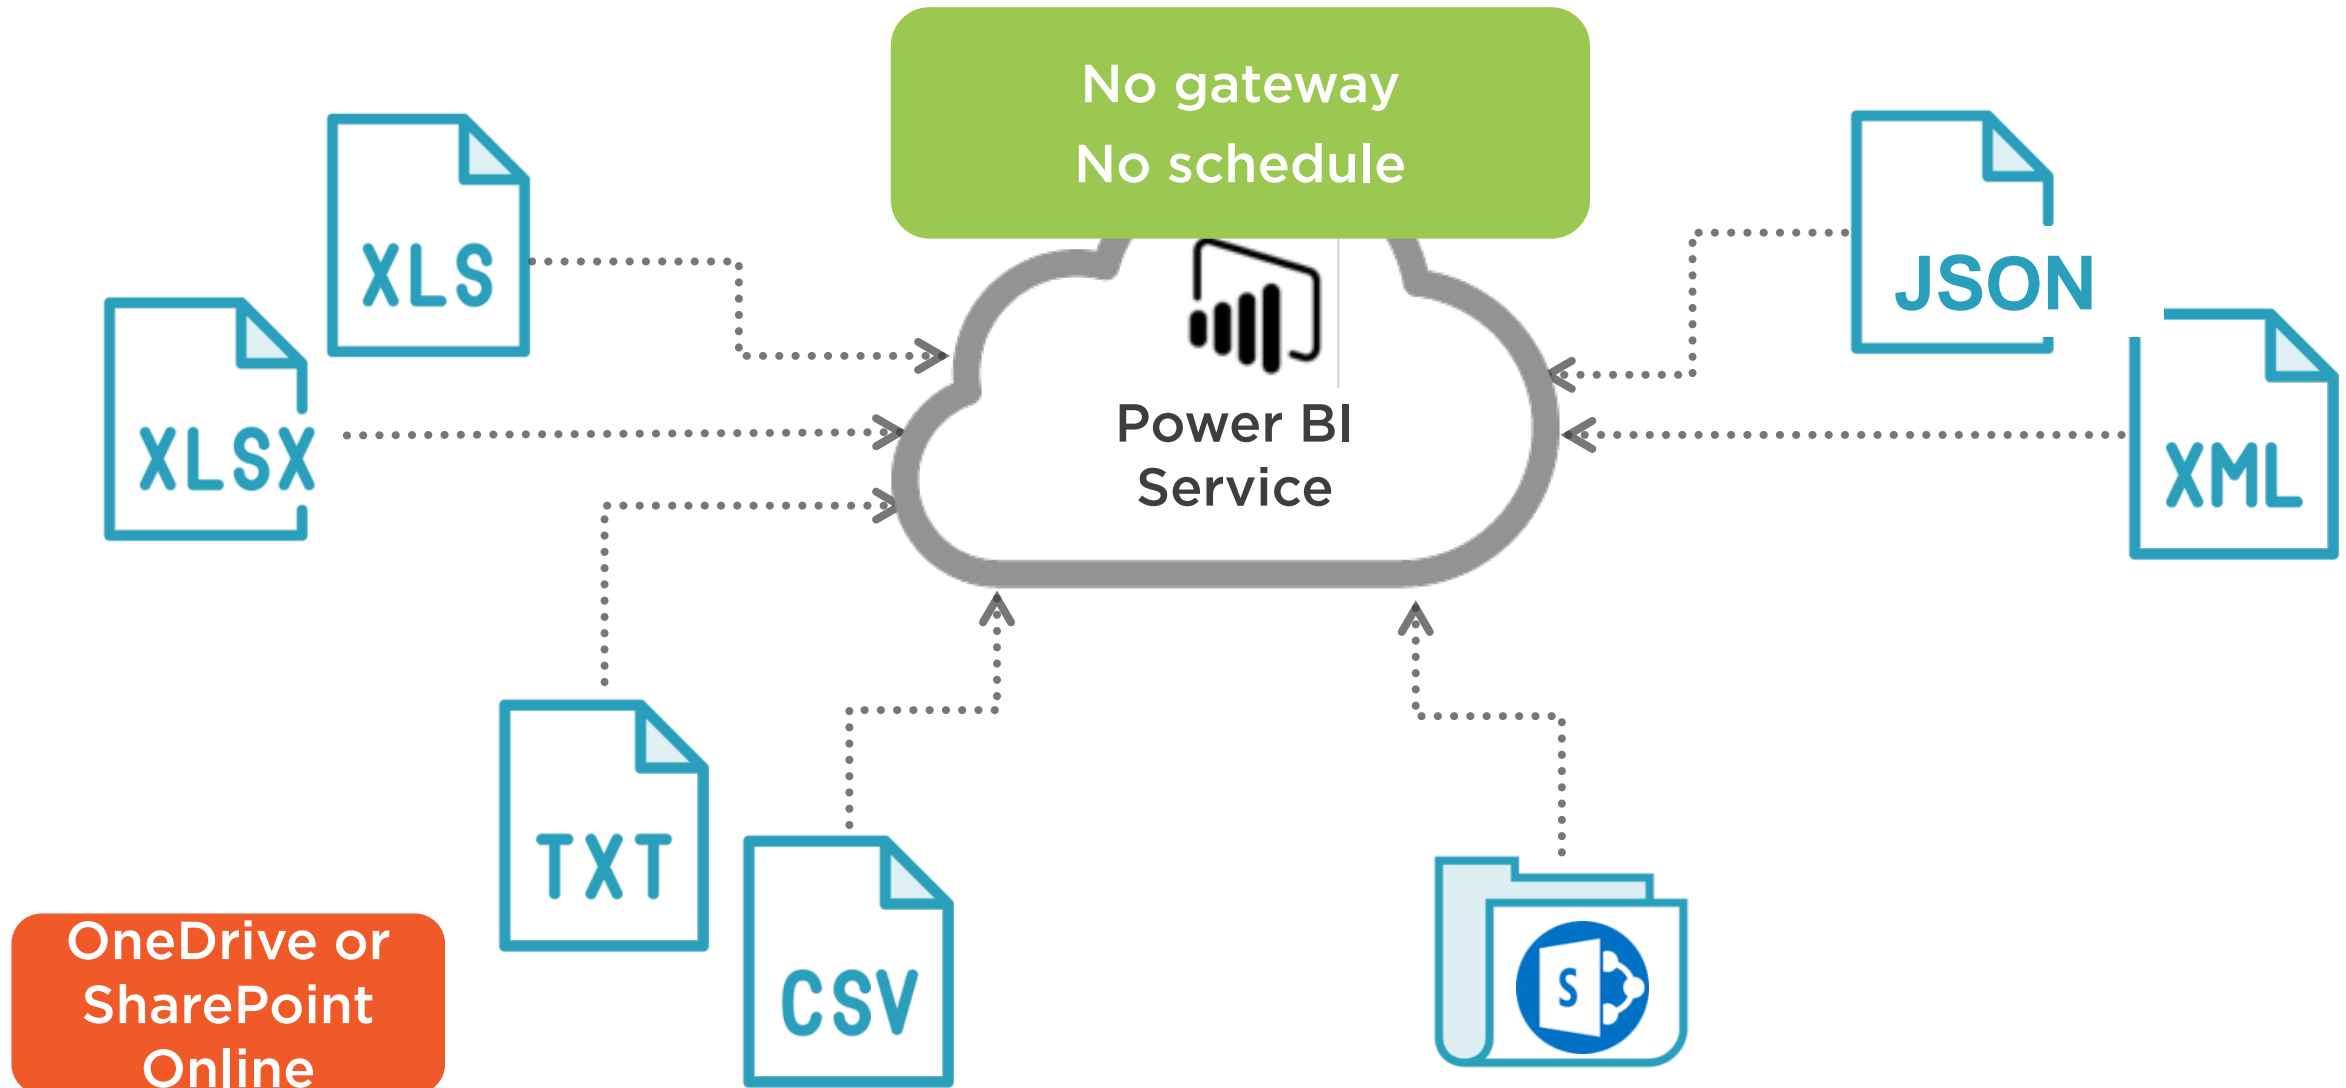 No gateway
No schedule
XLS
JSON
XLSX
XML
Power BI
Service
TXT
CSV
S
OneDrive or
SharePoint
Online